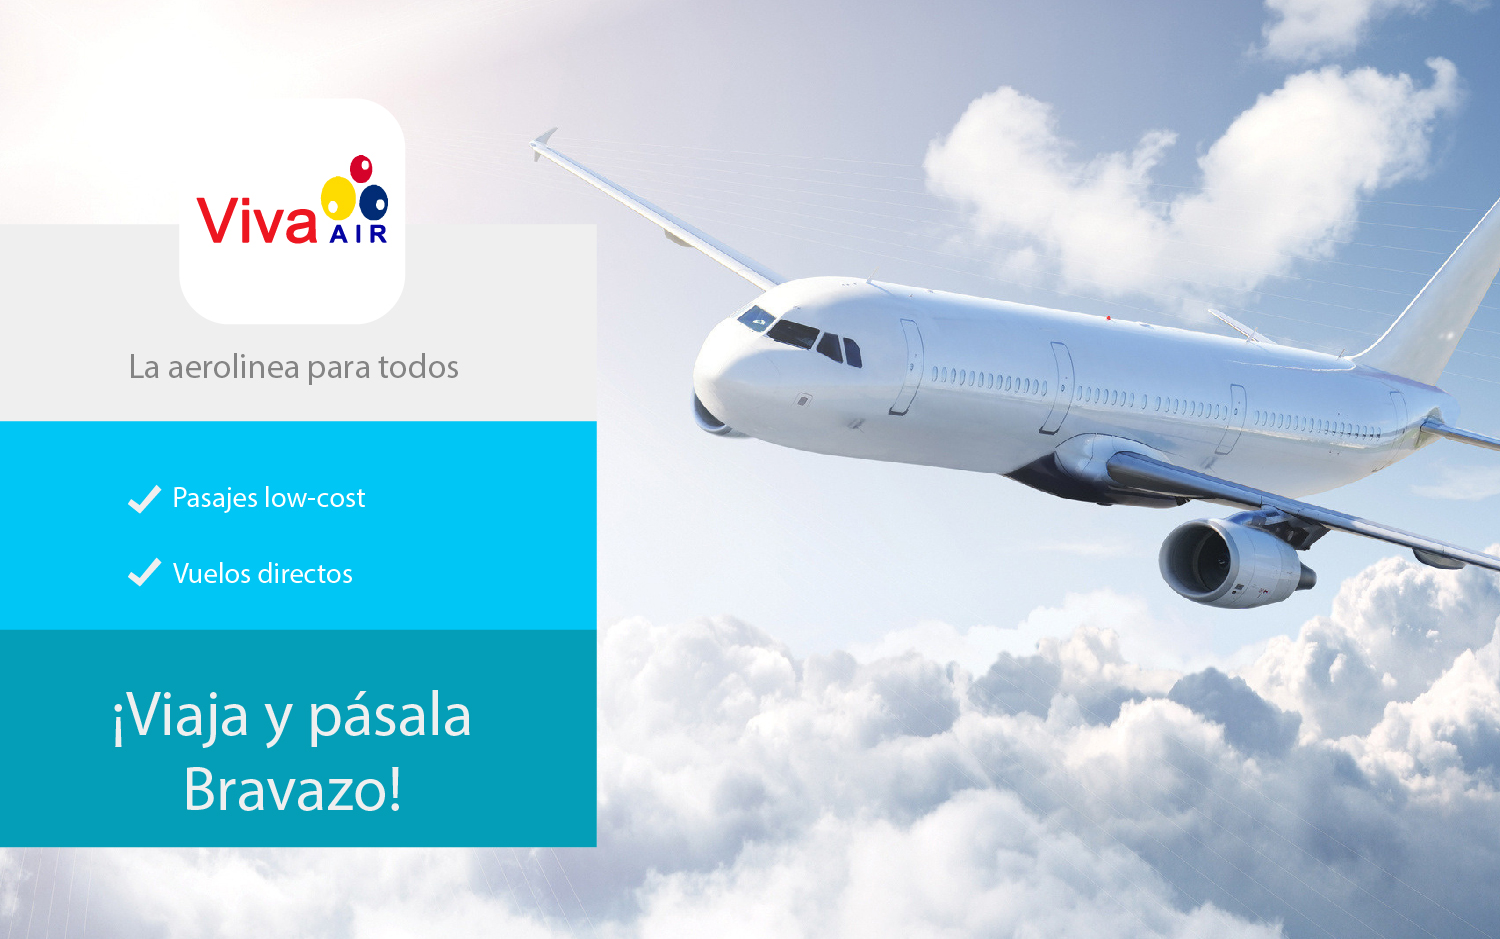 Viva
AIR
La aerolinea para todos
Pasajes low-cost
Vuelos directos
¡Viaja y pásala
Bravazo!